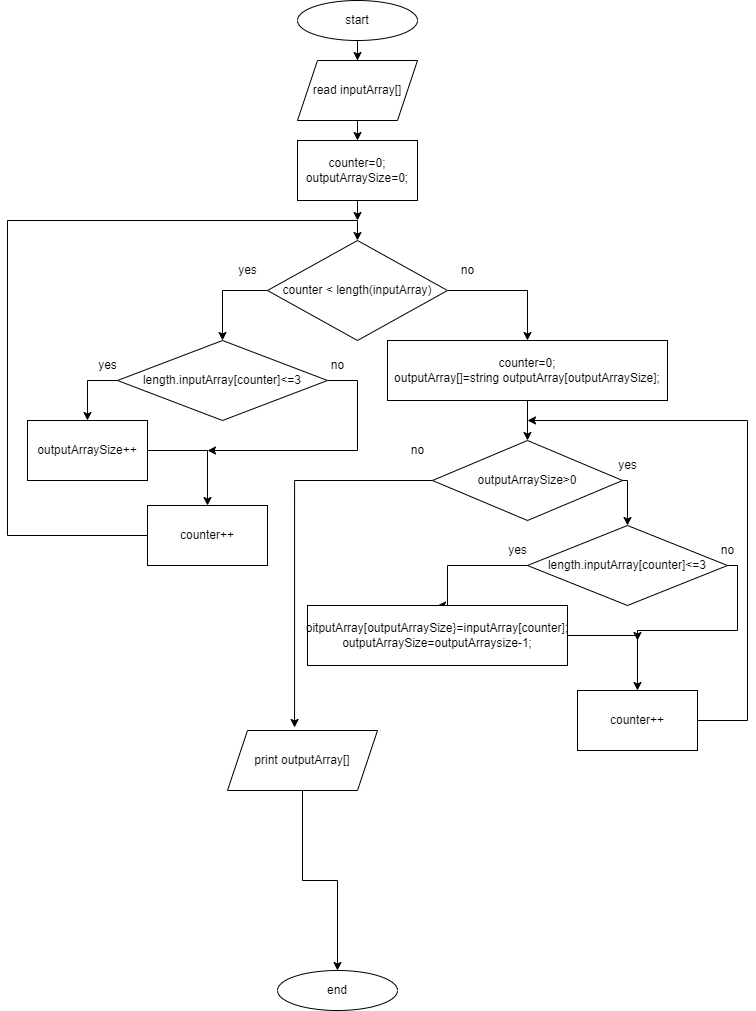 start
read inputArray[]
counter=0;
outputArraySize=0;
yes
no
counter < length(inputArray)
yes
length.inputArray[counter]<=3
no
counter=0;
outputArray[]=string outputArray[outputArraySize];
outputArraySize++
no
outputArraySize>0
yes
counter++
yes
length.inputArray[counter]<=3
no
oitputArray[outputArraySize}=inputArray[counter];
outputArraySize=outputArraysize-1;
counter++
print outputArray[]
end